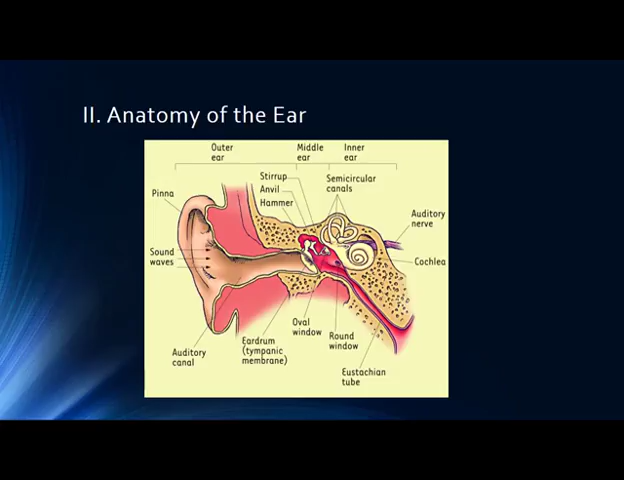 II. Anatomy of the Ear
Outer
ear
Middle
ear
Inner
ear
Stirrup
Anvil
Hammer
Semicircular
canals
Pinna
Auditory
nerve
Sound
waves
Cochlea
Oval
window
Round
window
Eardrum
(tympanic
membrane)
Auditory
canal
Eustachian
tube